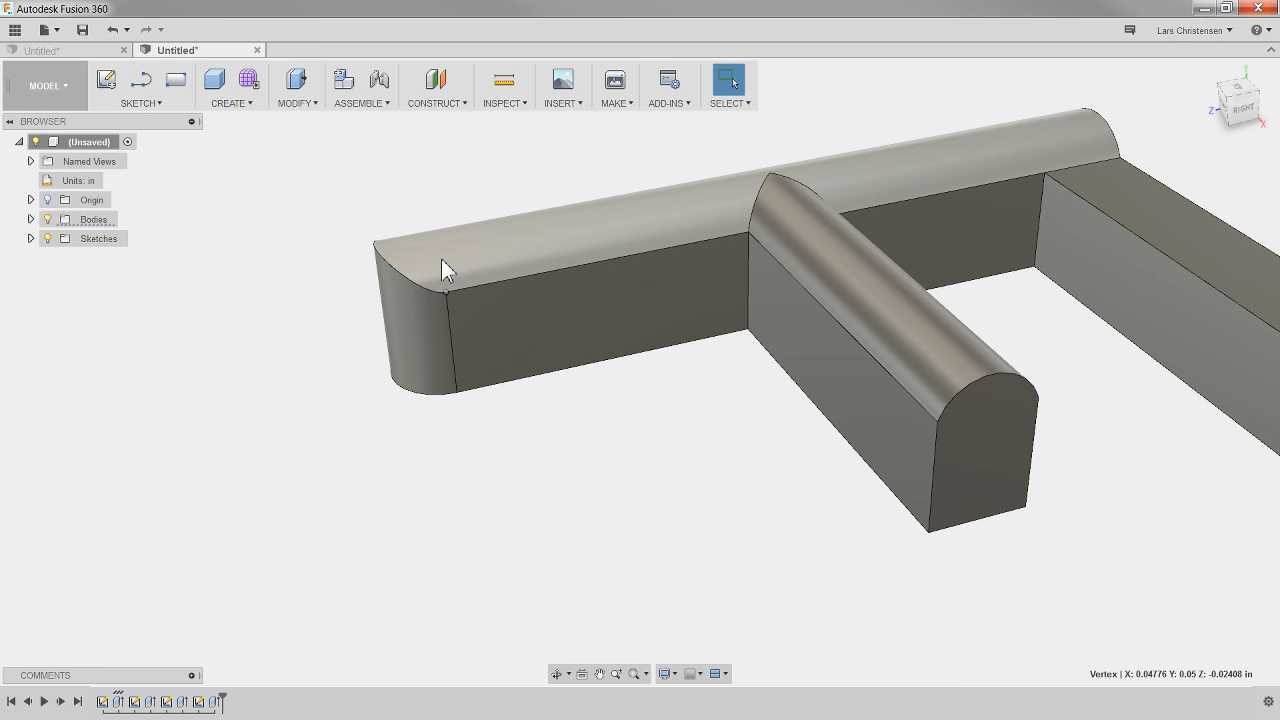 Autodesk Fusion 360
Lars Christensen
Untitled*
Untitled*
MODEL
SKETCH
CREATE
MODIFY
ASSEMBLE
CONSTRUCT
INSPECT
INSERT
MAKE
ADD-INS
SELECT
BROWSER
(Unsaved)
Named Views
Units: in
Origin
Bodies
Sketches
Y
Z
RIGHT
X
COMMENTS
Vertex | X: 0.04776 Y: 0.05 Z: -0.02408 in